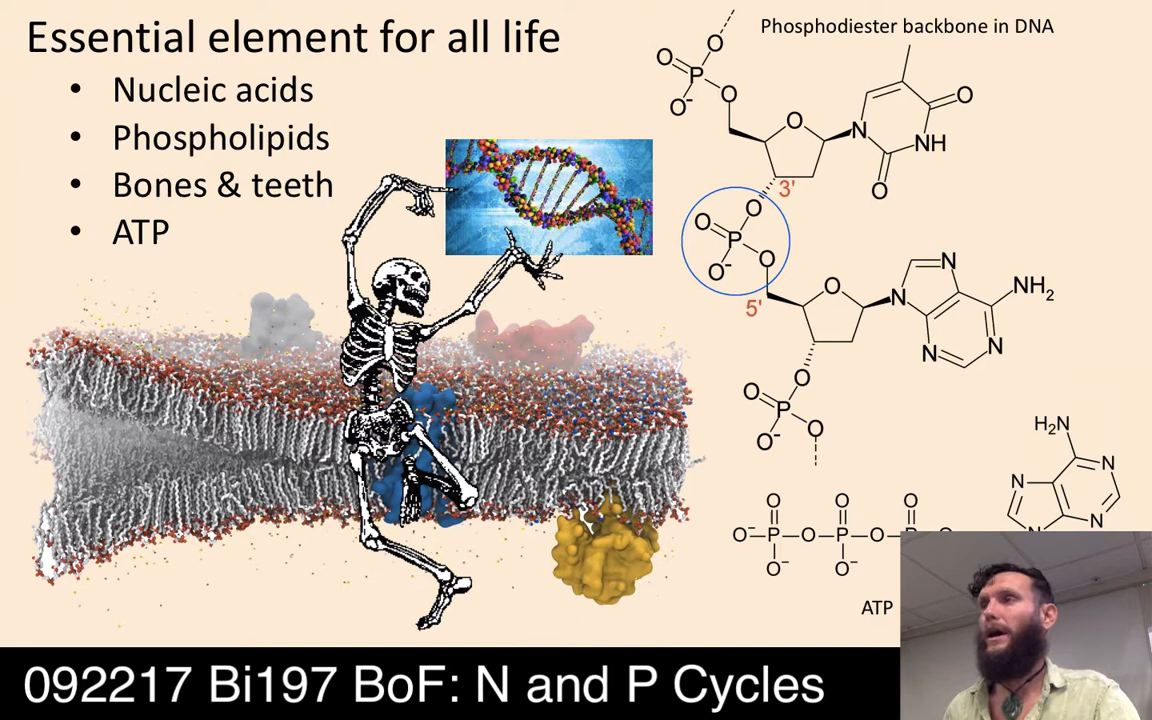 Essential element for all life
• Nucleic acids
• Phospholipids
• Bones & teeth
• ATP
Phosphodiester backbone in DNA
O
O
P
O-
O
O
N
O
NH
O
3'
O
O
P
O-
O
5'
O
N
N
NH2
N
N
O
O
P
O-
O
H2N
N
N
N
N
O O O
O- P O P O P O
O- O-
ATP
092217 Bi197 BoF: N and P Cycles